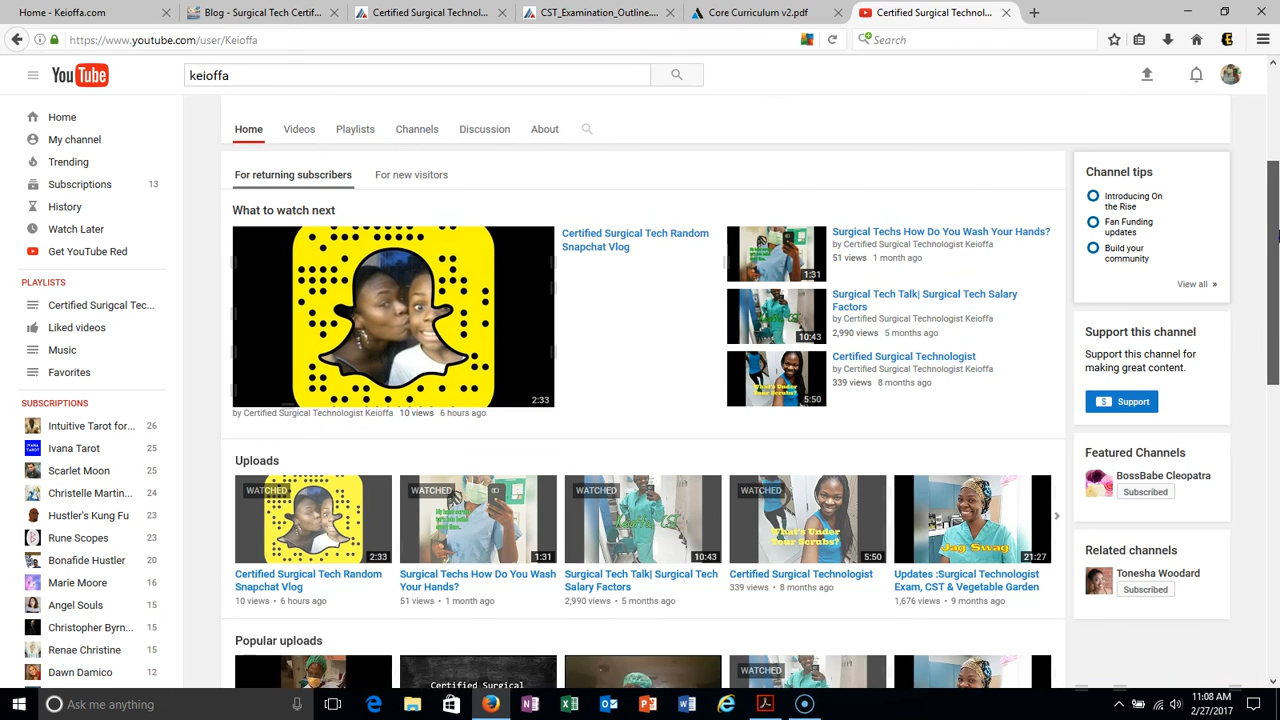 Home - Comix
Certified Surgical Technolo...
CST_Examination_Outline...
Core Curriculum v2.pdf
Certified Surgical Technol...
https://www.youtube.com/user/Keioffa
Search
YouTube
keioffa
Home
My channel
Trending
Subscriptions 13
History
Watch Later
Get YouTube Red
PLAYLISTS
Certified Surigcal Tec...
Liked videos
Music
Favorites
SUBSCRIPTIONS
Intuitive Tarot for... 26
Ivana Tarot 25
Scarlet Moon 25
Christelle Martin... 24
Hustler's Kung Fu 23
Rune Scopes 23
Bonafide Hustler 20
Marie Moore 16
Angel Souls 15
Christopher Byrn... 15
Renae Christine 15
Dawn Damico 12
Home Videos Playlists Channels Discussion About
For returning subscribers For new visitors
What to watch next
2:33
by Certified Surgical Technologist Keioffa 10 views 6 hours ago
Certified Surgical Tech Random
Snapchat Vlog
1:31
Surgical Techs How Do You Wash Your Hands?
by Certified Surgical Technologist Keioffa
51 views • 1 month ago
10:43
Surgical Tech Talk| Surgical Tech Salary
Factors
by Certified Surgical Technologist Keioffa
2,990 views • 5 months ago
What's Under
Your Scrubs?
5:50
Certified Surgical Technologist
by Certified Surgical Technologist Keioffa
339 views • 8 months ago
Uploads
WATCHED
2:33
Certified Surgical Tech Random
Snapchat Vlog
10 views • 6 hours ago
WATCHED
1:31
Surgical Techs How Do You Wash
Your Hands?
51 views • 1 month ago
WATCHED
10:43
Surgical Tech Talk| Surgical Tech
Salary Factors
2,990 views • 5 months ago
WATCHED
What's Under
Your Scrubs?
5:50
Certified Surgical Technologist
339 views • 8 months ago
Jag Swag
21:27
Updates :Surgical Technologist
Exam, CST & Vegetable Garden
1,676 views • 9 months ago
Popular uploads
Certified Surgical
WATCHED
Channel tips
Introducing On
the Rise
Fan Funding
updates
Build your
community
View all »
Support this channel
Support this channel for
making great content.
$ Support
Featured Channels
BossBabe Cleopatra
Subscribed
Related channels
Tonesha Woodard
Subscribed
Ask me anything
11:08 AM
2/27/2017